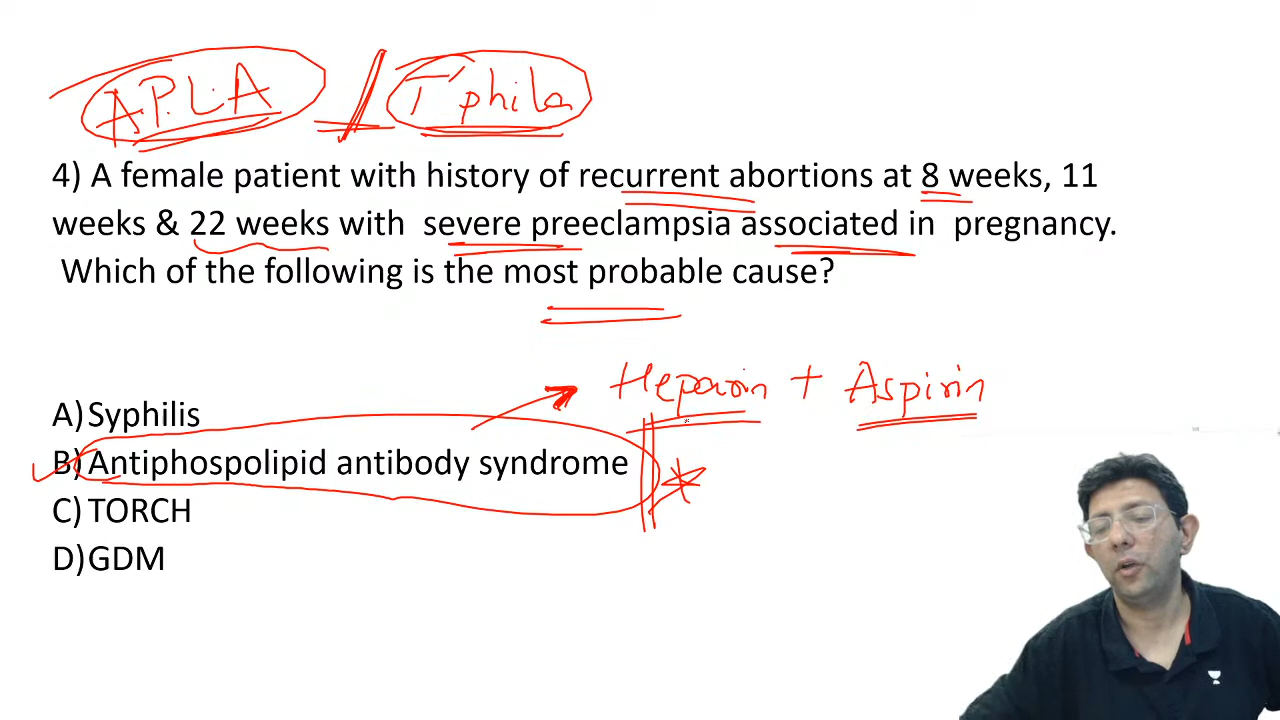 A.P.L.A / T'phila
4) A female patient with history of recurrent abortions at 8 weeks, 11
weeks & 22 weeks with severe preeclampsia associated in pregnancy.
Which of the following is the most probable cause?
Heparin + Aspirin
A) Syphilis
B) Antiphospolipid antibody syndrome
C) TORCH
D) GDM